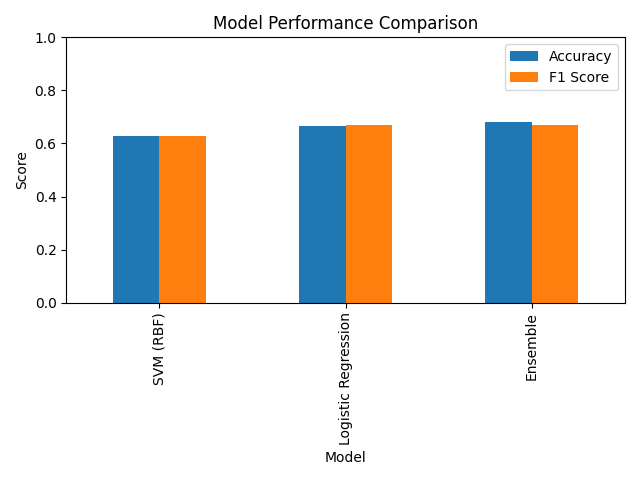 Model Performance Comparison
Accuracy
F1 Score
Score
1.0
0.8
0.6
0.4
0.2
0.0
SVM (RBF)
Logistic Regression
Ensemble
Model